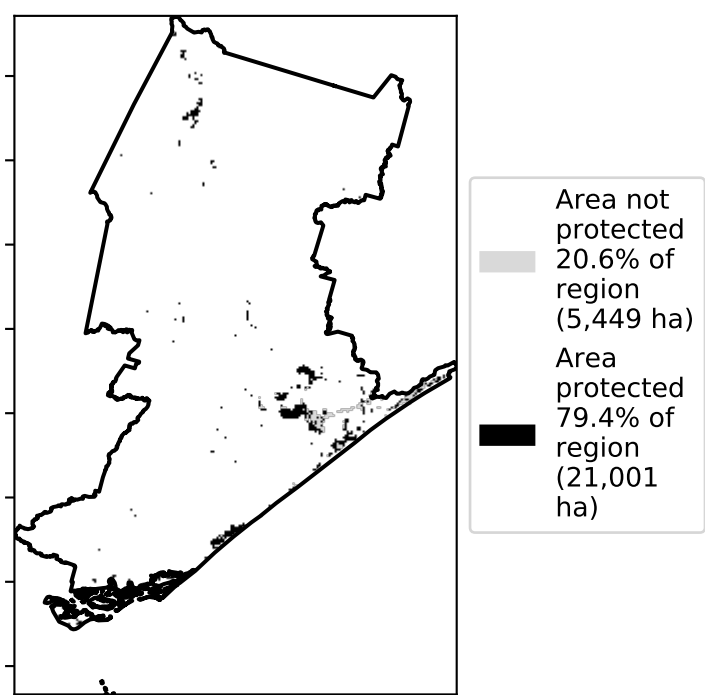 Area not
protected
20.6% of
region
(5,449 ha)
Area
protected
79.4% of
region
(21,001
ha)